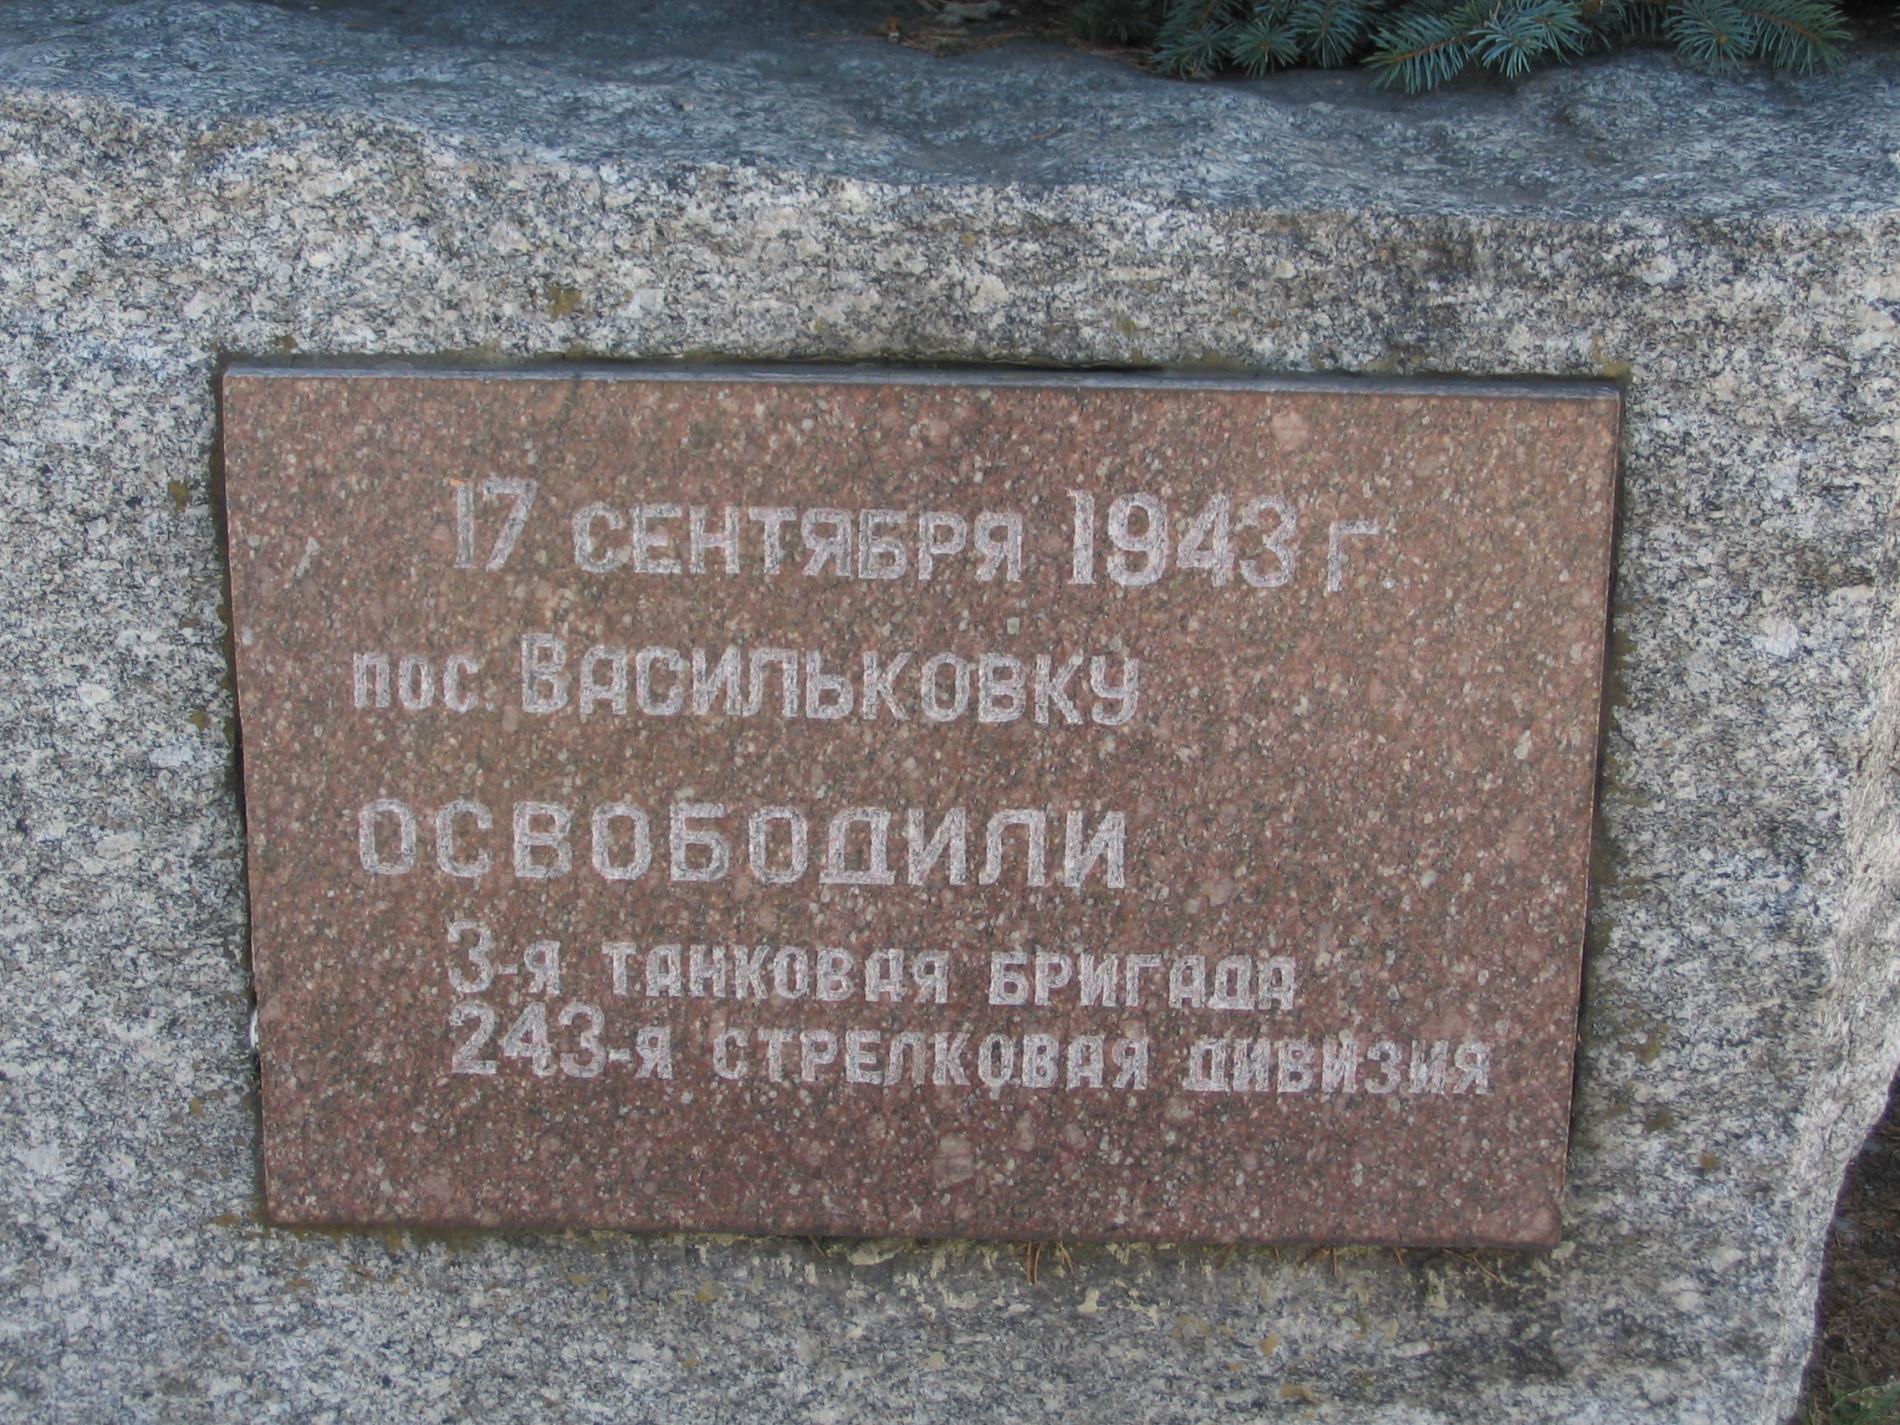 17 СЕНТЯБРЯ 1943 Г
ПОС. ВАСИЛЬКОВКУ
ОСВОБОДИЛИ
3-Я ТАНКОВАЯ БРИГАДА
243-Я СТРЕЛКОВАЯ ДИВИЗИЯ